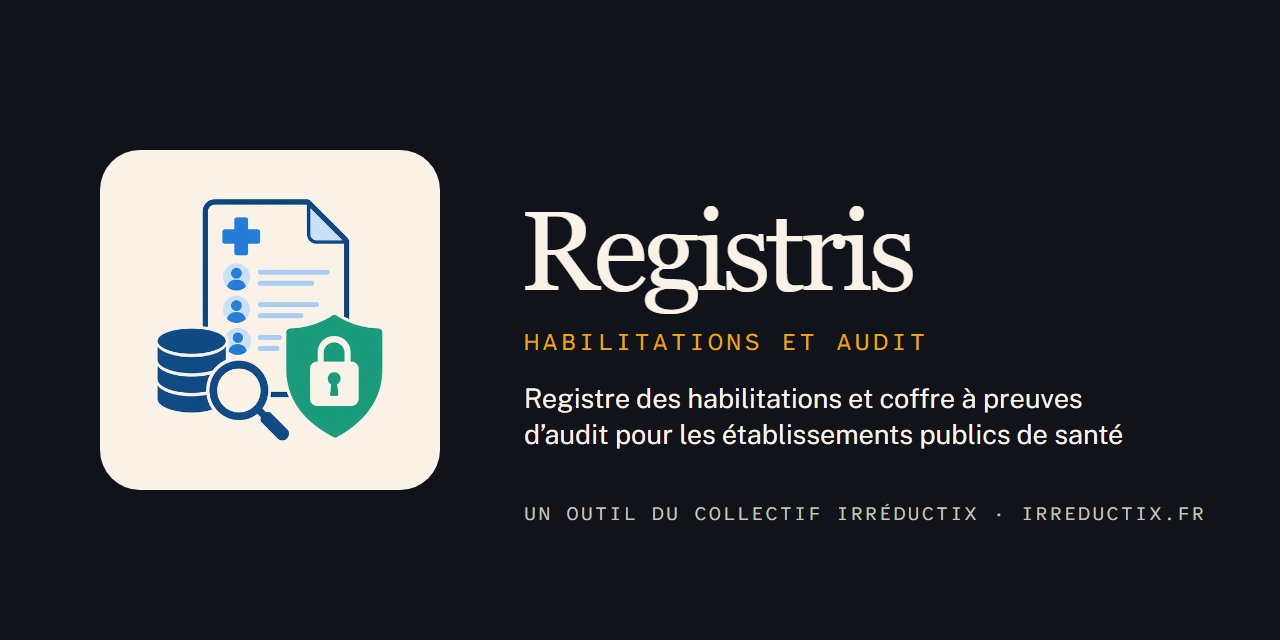 Registris
HABILITATIONS ET AUDIT
Registre des habilitations et coffre à preuves
d’audit pour les établissements publics de santé
UN OUTIL DU COLLECTIF IRRÉDUCTIX · IRREDUCTIX.FR